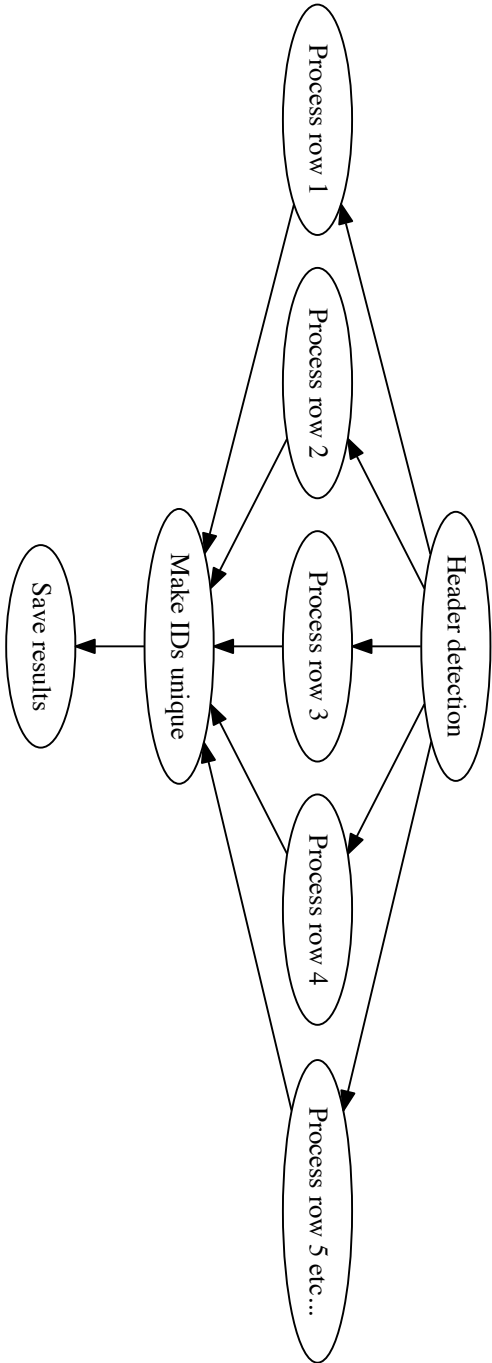 Header detection
Process row 1
Process row 2
Process row 3
Process row 4
Process row 5 etc...
Make IDs unique
Save results